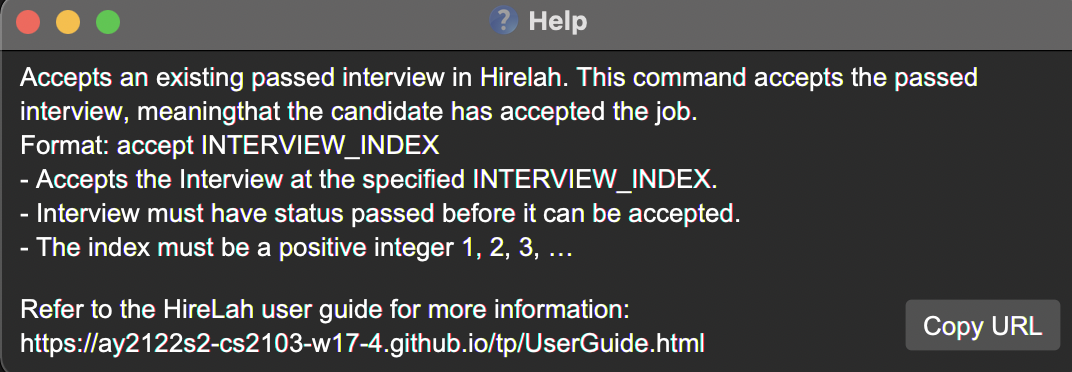 Help
Accepts an existing passed interview in Hirelah. This command accepts the passed
interview, meaningthat the candidate has accepted the job.
Format: accept INTERVIEW_INDEX
- Accepts the Interview at the specified INTERVIEW_INDEX.
- Interview must have status passed before it can be accepted.
- The index must be a positive integer 1, 2, 3, …
Refer to the HireLah user guide for more information:
https://ay2122s2-cs2103-w17-4.github.io/tp/UserGuide.html
Copy URL